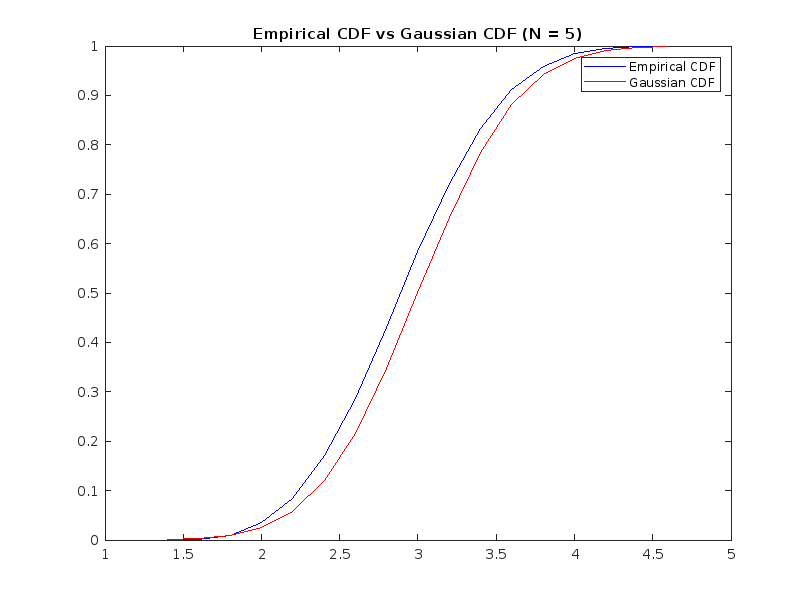 Empirical CDF vs Gaussian CDF (N = 5)
1
0.9
0.8
0.7
0.6
0.5
0.4
0.3
0.2
0.1
0
Empirical CDF
Gaussian CDF
1 1.5 2 2.5 3 3.5 4 4.5 5